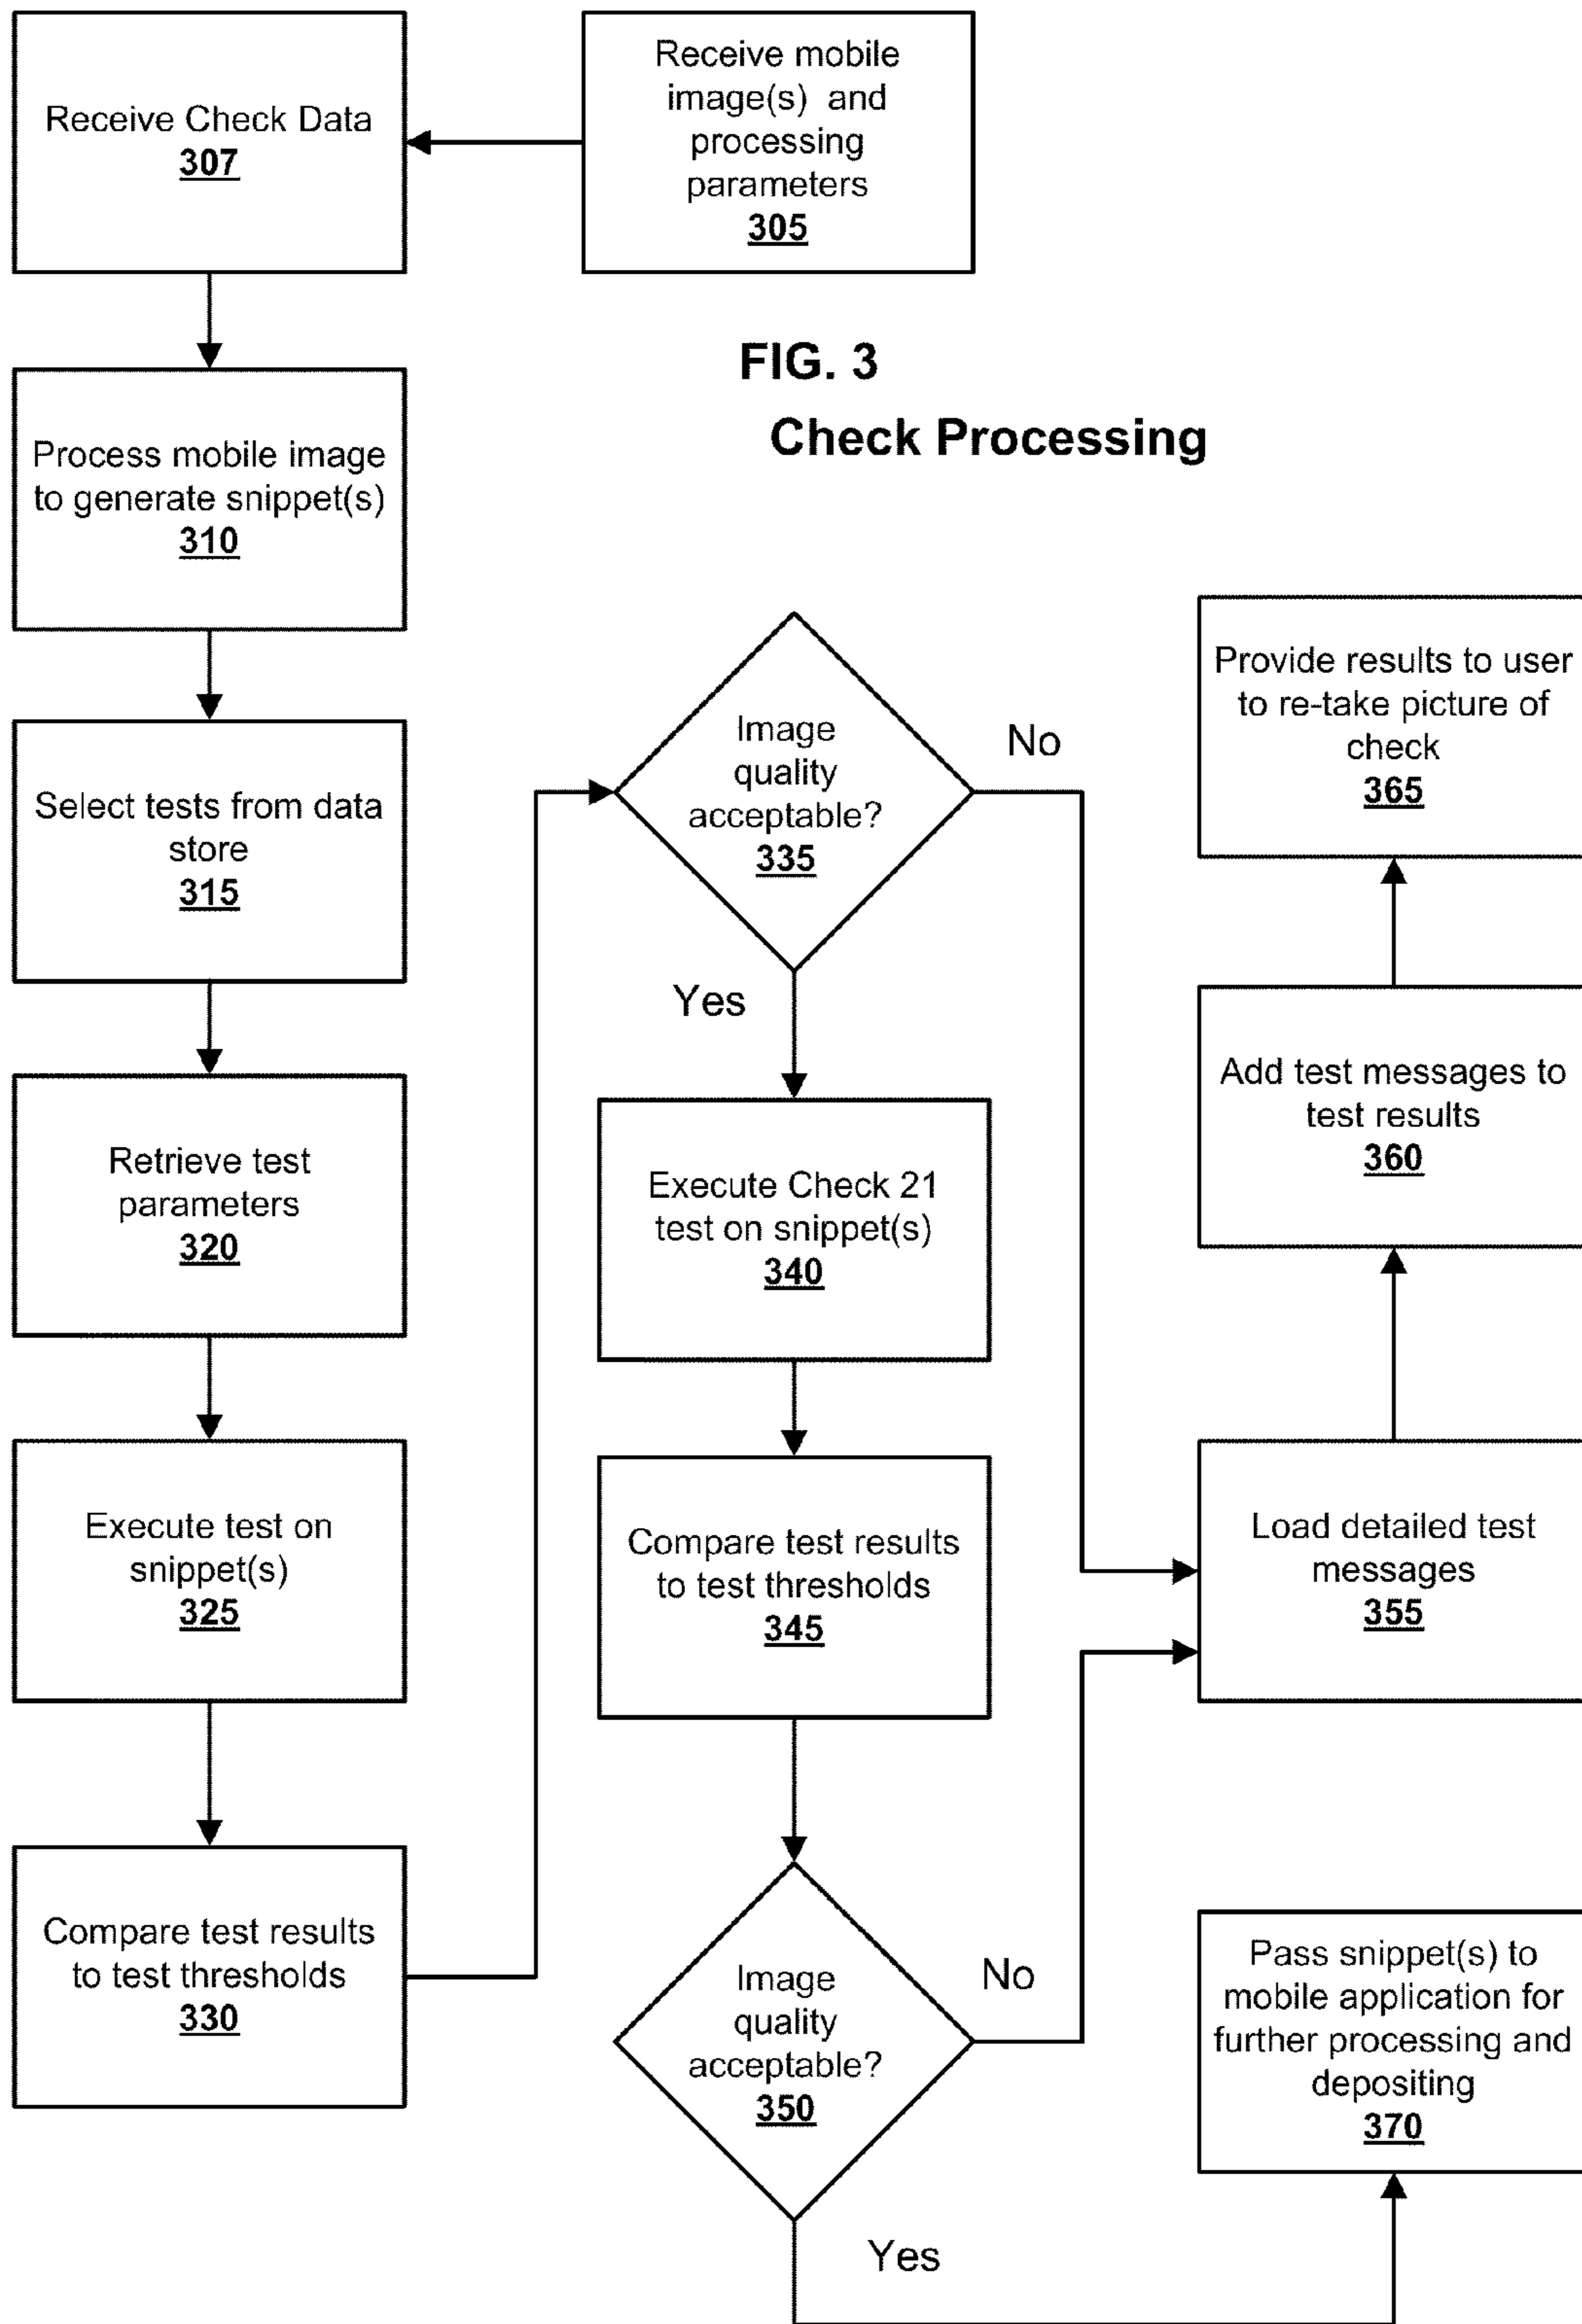 Receive Check Data
307
Receive mobile
image(s) and
processing
parameters
305
FIG. 3
Check Processing
Process mobile image
to generate snippet(s)
310
Select tests from data
store
315
Retrieve test
parameters
320
Execute test on
snippet(s)
325
Compare test results
to test thresholds
330
Image
quality
acceptable?
335
No
Yes
Execute Check 21
test on snippet(s)
340
Compare test results
to test thresholds
345
Image
quality
acceptable?
350
No
Yes
Provide results to user
to re-take picture of
check
365
Add test messages to
test results
360
Load detailed test
messages
355
Pass snippet(s) to
mobile application for
further processing and
depositing
370